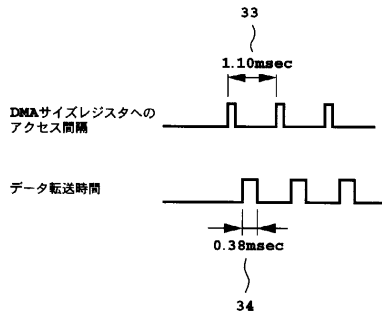 33
1.10msec
DMAサイズレジスタへの
アクセス間隔
データ転送時間
0.38msec
34